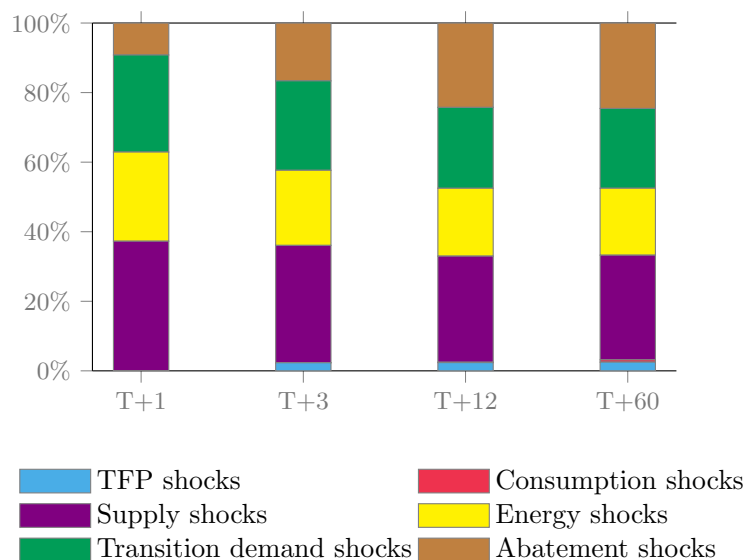 100%
80%
60%
40%
20%
0%
T+1 T+3 T+12 T+60
TFP shocks Consumption shocks
Supply shocks Energy shocks
Transition demand shocks Abatement shocks